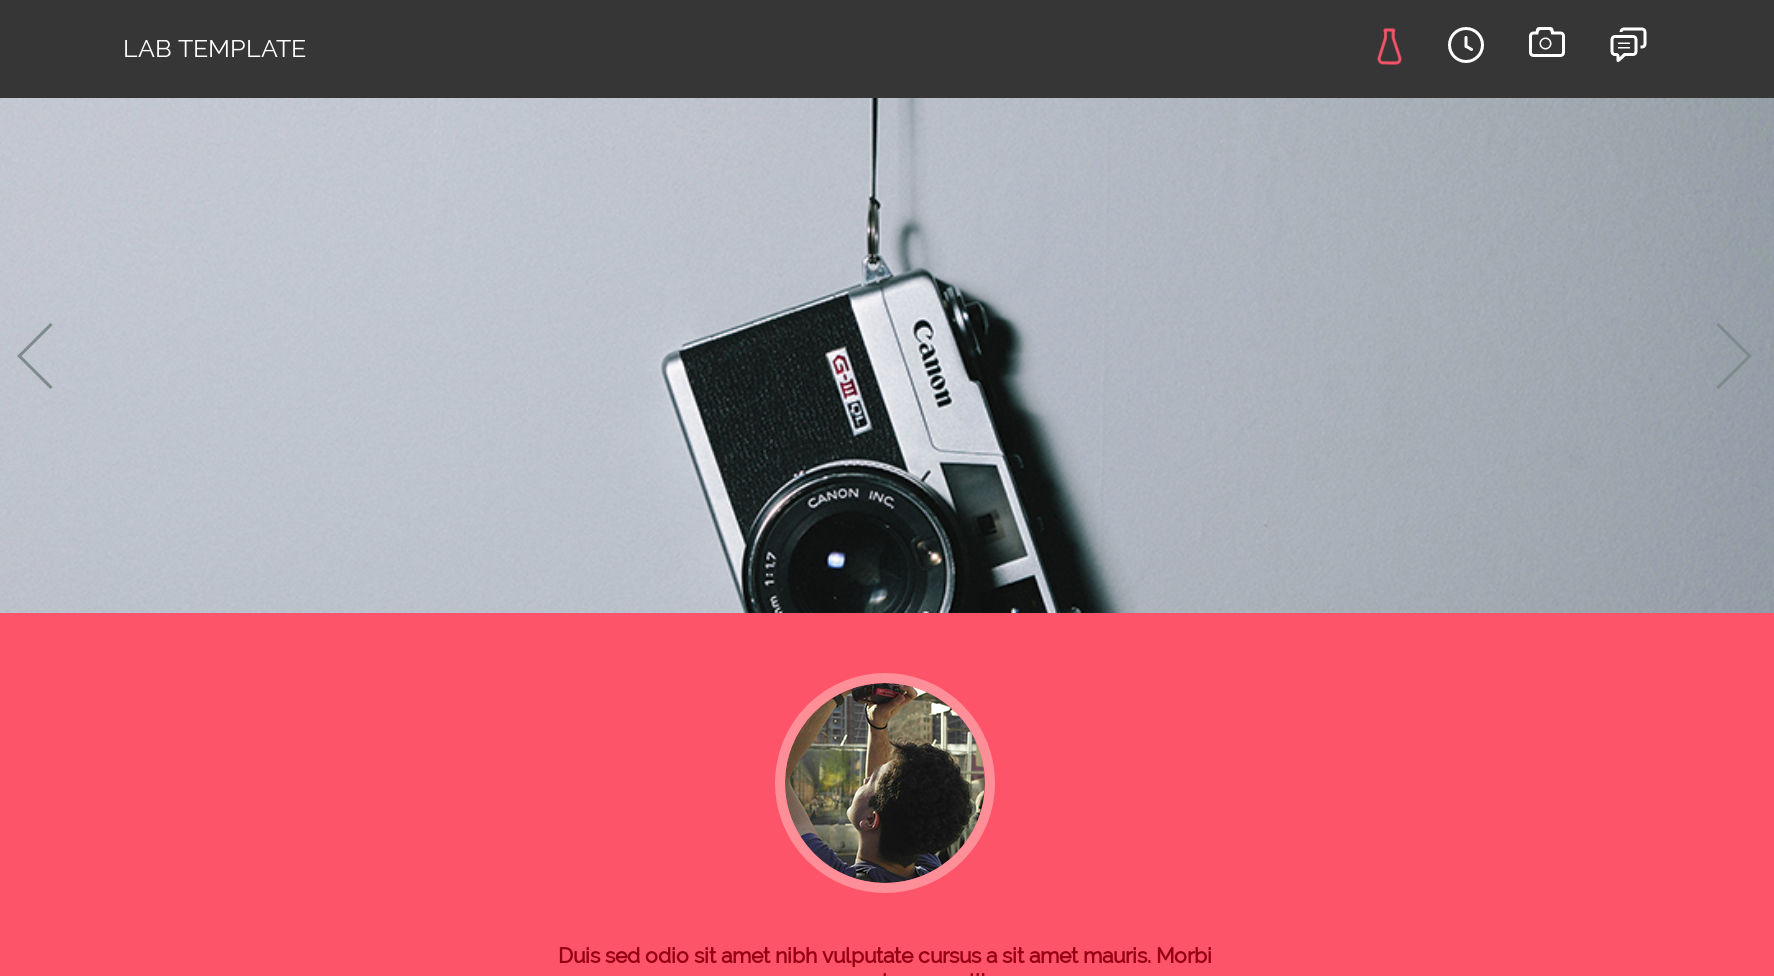 LAB TEMPLATE
Canon
G-III
QL
CANON INC.
1:1.7
Duis sed odio sit amet nibh vulputate cursus a sit amet mauris. Morbi